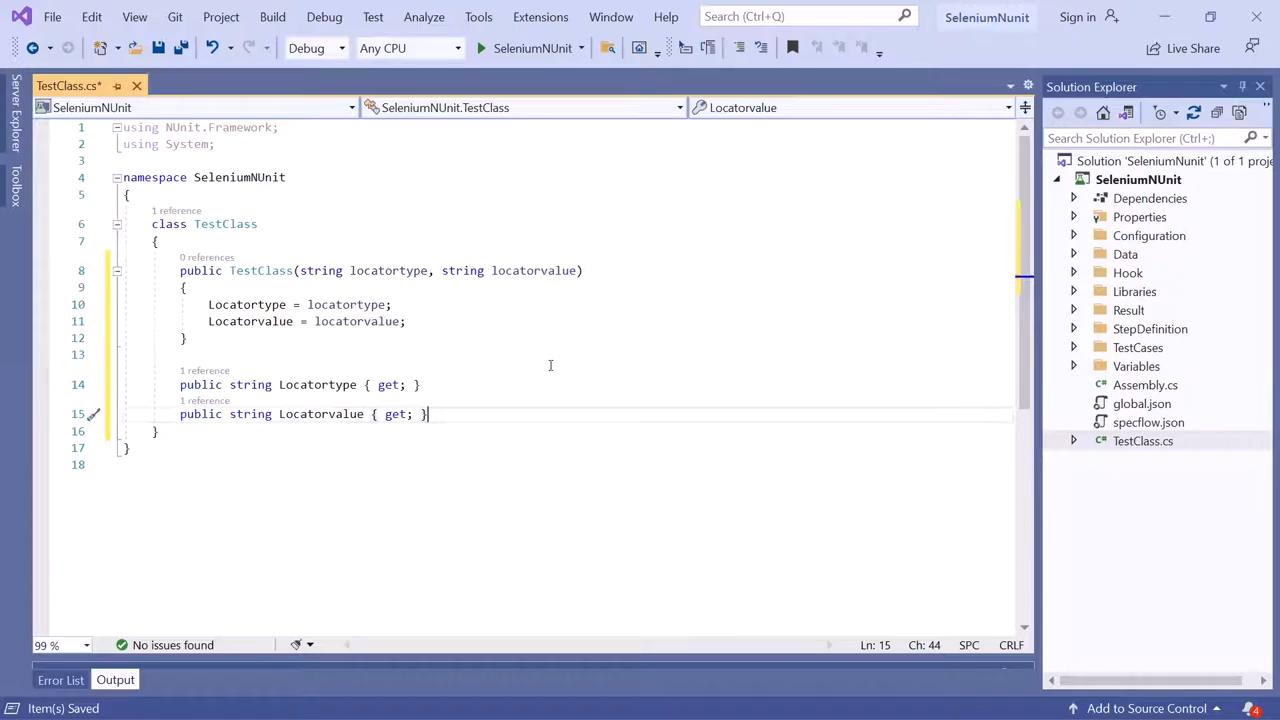 File Edit View Git Project Build Debug Test Analyze Tools Extensions Window Help Search (Ctrl+Q) SeleniumNunit Sign in
Debug Any CPU SeleniumNUnit Live Share
Server Explorer
Toolbox
TestClass.cs*
SeleniumNUnit SeleniumNUnit.TestClass Locatorvalue
1 using NUnit.Framework;
2 using System;
3
4 namespace SeleniumNUnit
5 {
1 reference
6 class TestClass
7 {
0 references
8 public TestClass(string locatortype, string locatorvalue)
9 {
10 Locatortype = locatortype;
11 Locatorvalue = locatorvalue;
12 }
13
1 reference
14 public string Locatortype { get; }
1 reference
15 public string Locatorvalue { get; }
16 }
17 }
18
99 % No issues found Ln: 15 Ch: 44 SPC CRLF
Error List Output
Solution Explorer
Search Solution Explorer (Ctrl+;)
Solution 'SeleniumNunit' (1 of 1 proje
SeleniumNUnit
Dependencies
Properties
Configuration
Data
Hook
Libraries
Result
StepDefinition
TestCases
Variables
Assembly.cs
global.json
specflow.json
TestClass.cs
Item(s) Saved Add to Source Control 4